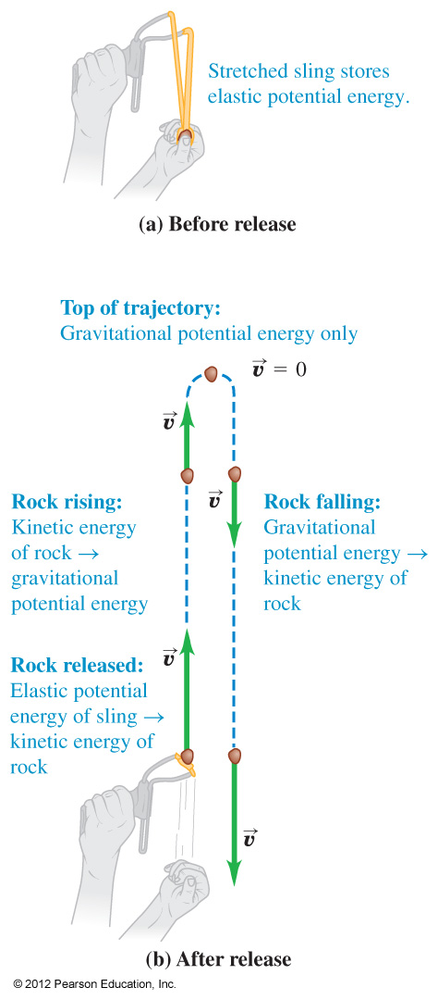 Stretched sling stores
elastic potential energy.
(a) Before release
Top of trajectory:
Gravitational potential energy only
v⃗ = 0
v⃗
v⃗
Rock rising:
Kinetic energy
of rock →
gravitational
potential energy
Rock falling:
Gravitational
potential energy →
kinetic energy of
rock
v⃗
Rock released:
Elastic potential
energy of sling →
kinetic energy of
rock
v⃗
(b) After release
© 2012 Pearson Education, Inc.